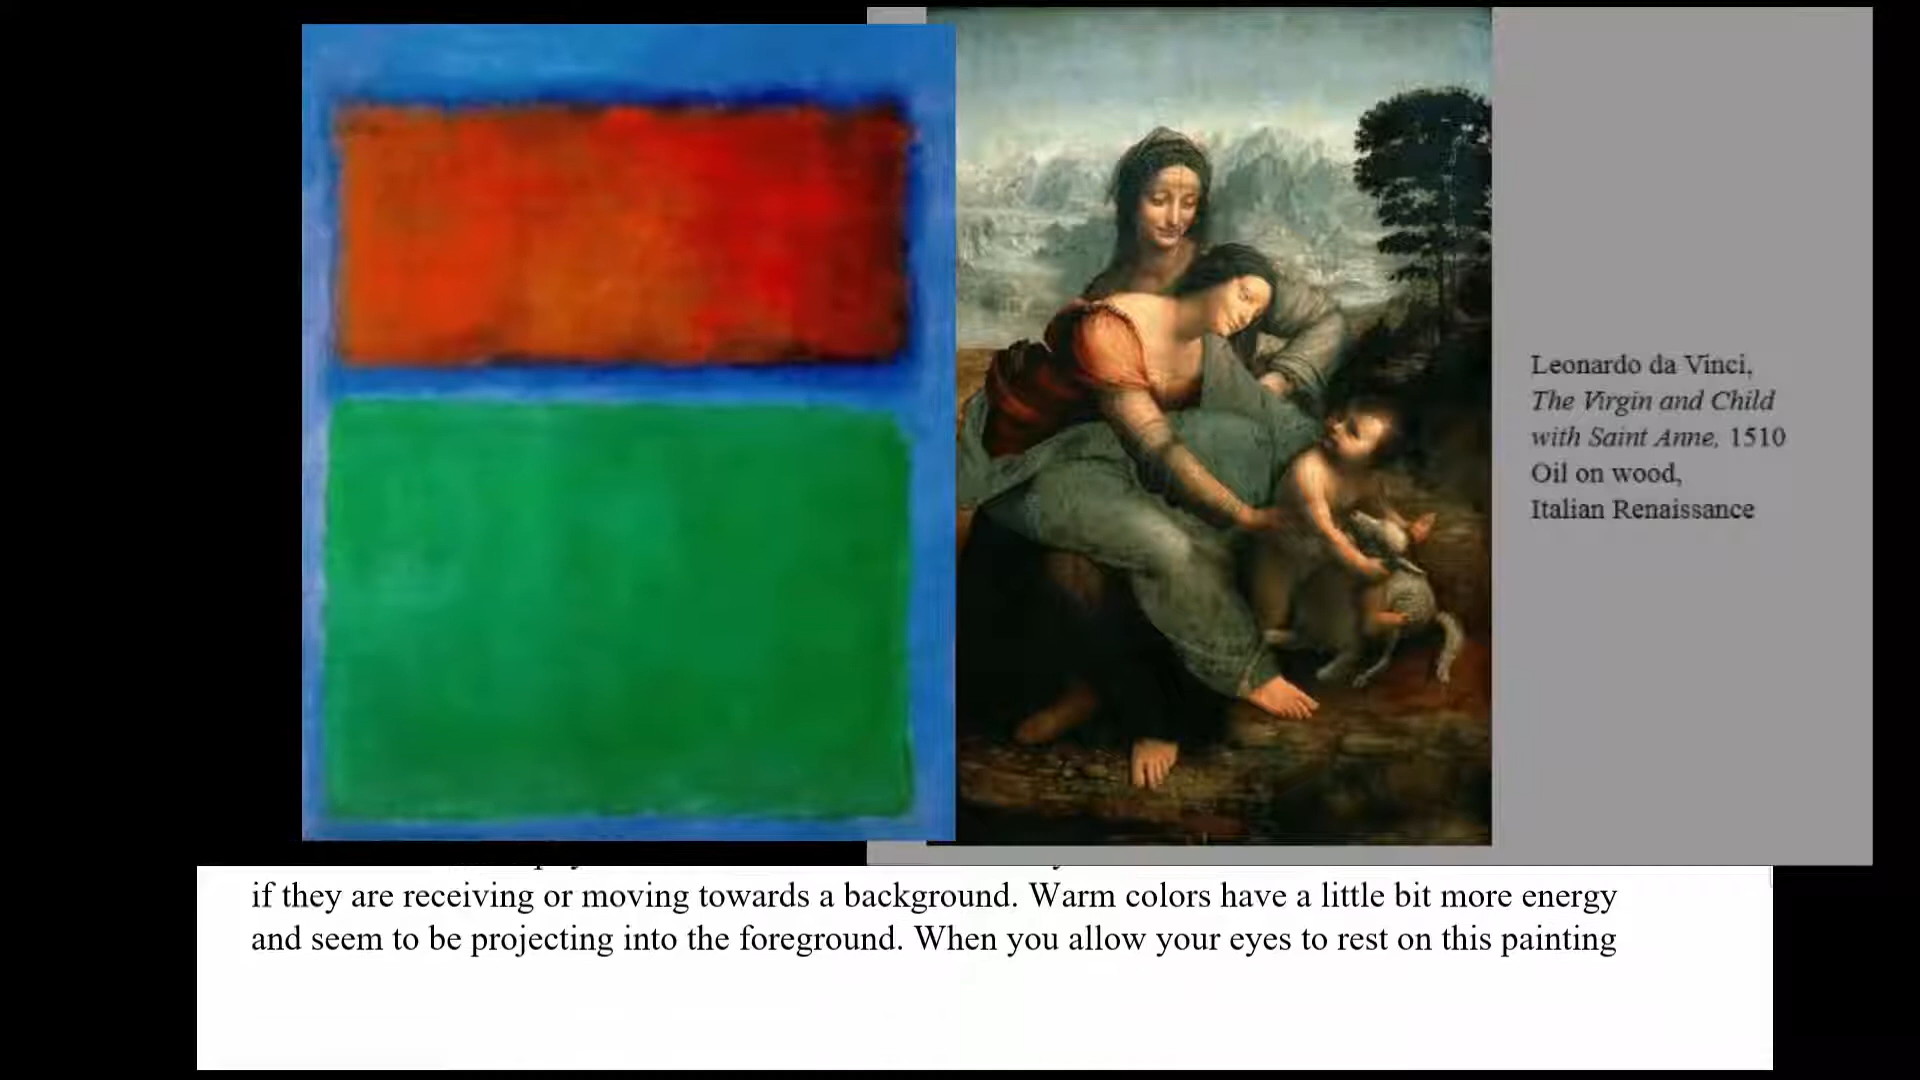 Leonardo da Vinci,
The Virgin and Child
with Saint Anne, 1510
Oil on wood,
Italian Renaissance
if they are receiving or moving towards a background. Warm colors have a little bit more energy
and seem to be projecting into the foreground. When you allow your eyes to rest on this painting